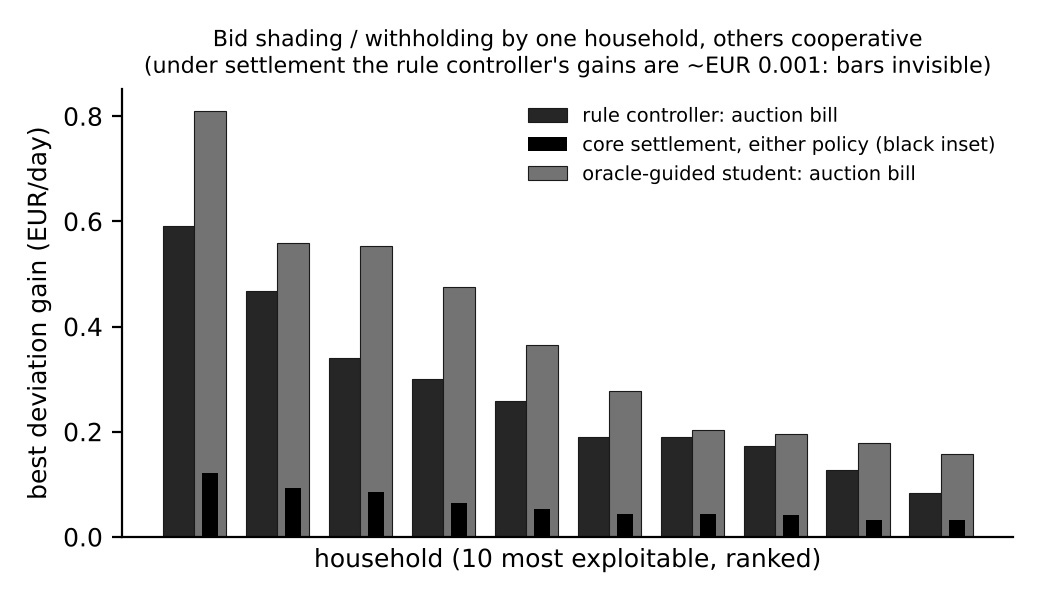 Bid shading / withholding by one household, others cooperative
(under settlement the rule controller's gains are ~EUR 0.001: bars invisible)
rule controller: auction bill
core settlement, either policy (black inset)
oracle-guided student: auction bill
best deviation gain (EUR/day)
0.8
0.6
0.4
0.2
0.0
household (10 most exploitable, ranked)